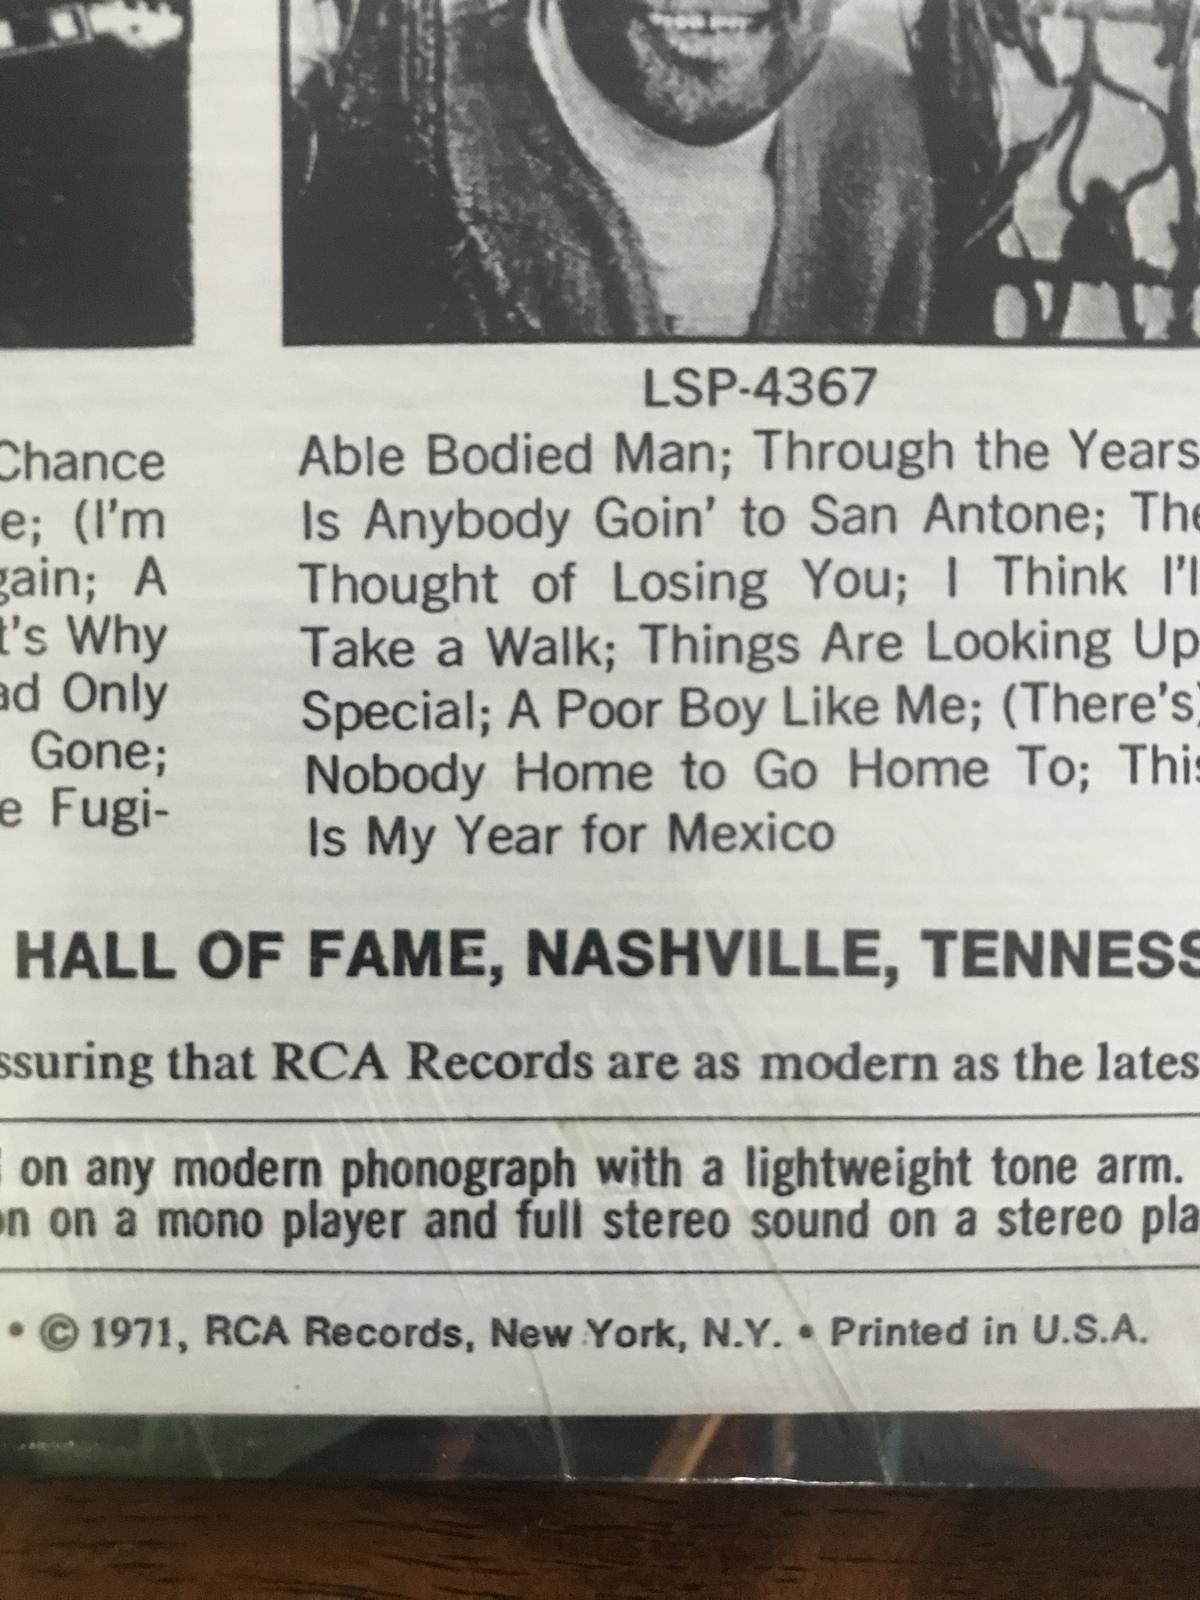 LSP-4367
Chance
Able Bodied Man; Through the Years
e; (I'm
Is Anybody Goin' to San Antone; The
gain; A
Thought of Losing You; I Think I'l
t's Why
Take a Walk; Things Are Looking Up
ad Only
Special; A Poor Boy Like Me; (There's)
Gone;
Nobody Home to Go Home To; This
e Fugi-
Is My Year for Mexico
HALL OF FAME, NASHVILLE, TENNESS
ssuring that RCA Records are as modern as the lates
on any modern phonograph with a lightweight tone arm.
on on a mono player and full stereo sound on a stereo pla
• © 1971, RCA Records, New York, N.Y. • Printed in U.S.A.